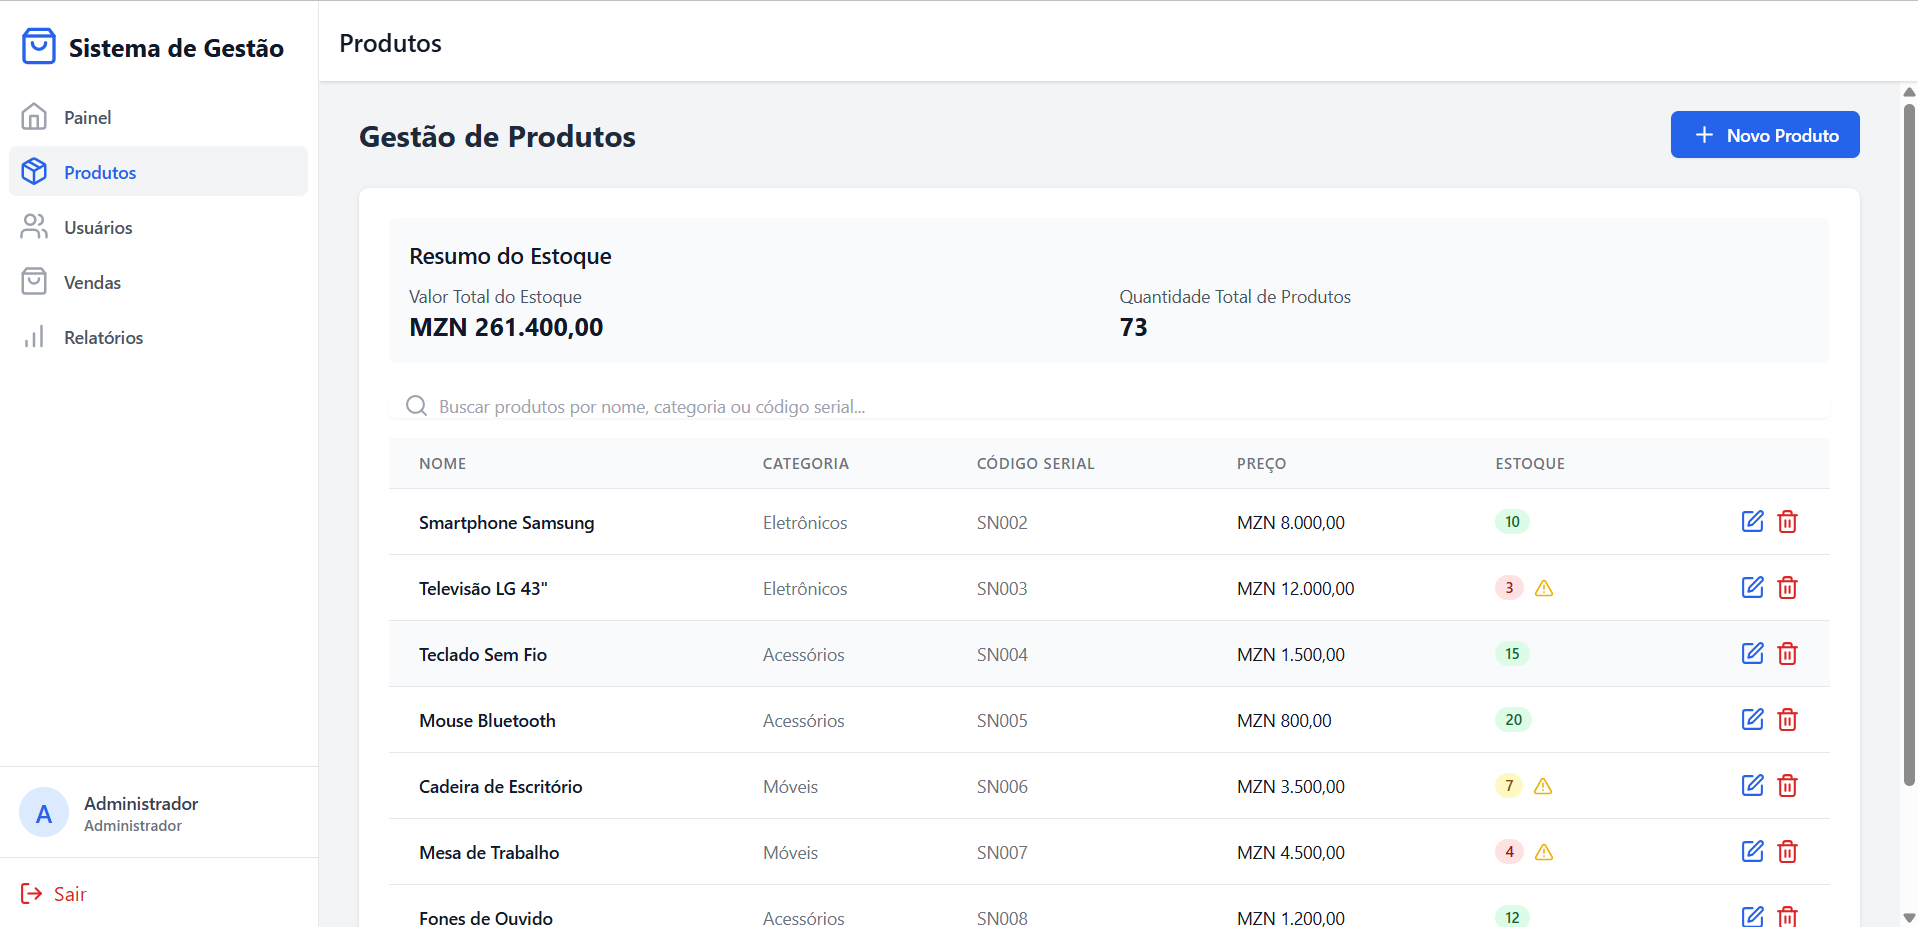 Sistema de Gestão
Produtos
Painel
Produtos
Usuários
Vendas
Relatórios
A
Administrador
Administrador
Sair
Gestão de Produtos
Novo Produto
Resumo do Estoque
Valor Total do Estoque
MZN 261.400,00
Quantidade Total de Produtos
73
Buscar produtos por nome, categoria ou código serial...
NOME CATEGORIA CÓDIGO SERIAL PREÇO ESTOQUE
Smartphone Samsung Eletrônicos SN002 MZN 8.000,00 10
Televisão LG 43" Eletrônicos SN003 MZN 12.000,00 3
Teclado Sem Fio Acessórios SN004 MZN 1.500,00 15
Mouse Bluetooth Acessórios SN005 MZN 800,00 20
Cadeira de Escritório Móveis SN006 MZN 3.500,00 7
Mesa de Trabalho Móveis SN007 MZN 4.500,00 4
Fones de Ouvido Acessórios SN008 MZN 1.200,00 12